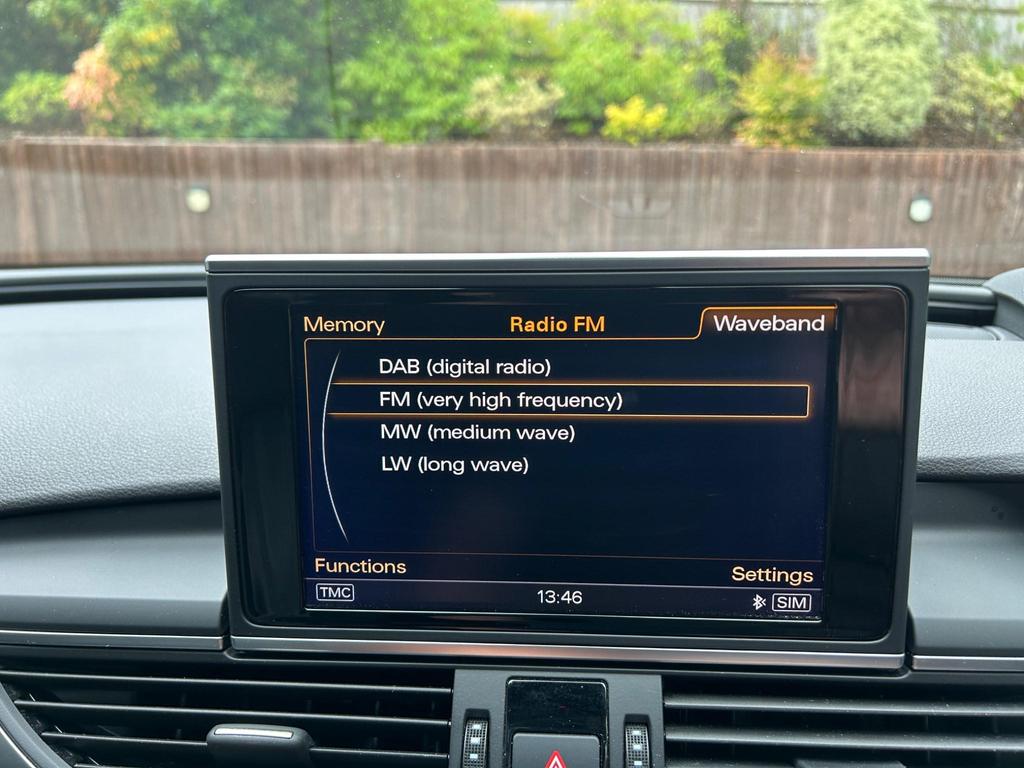 Memory Radio FM Waveband
DAB (digital radio)
FM (very high frequency)
MW (medium wave)
LW (long wave)
Functions Settings
TMC 13:46 SIM